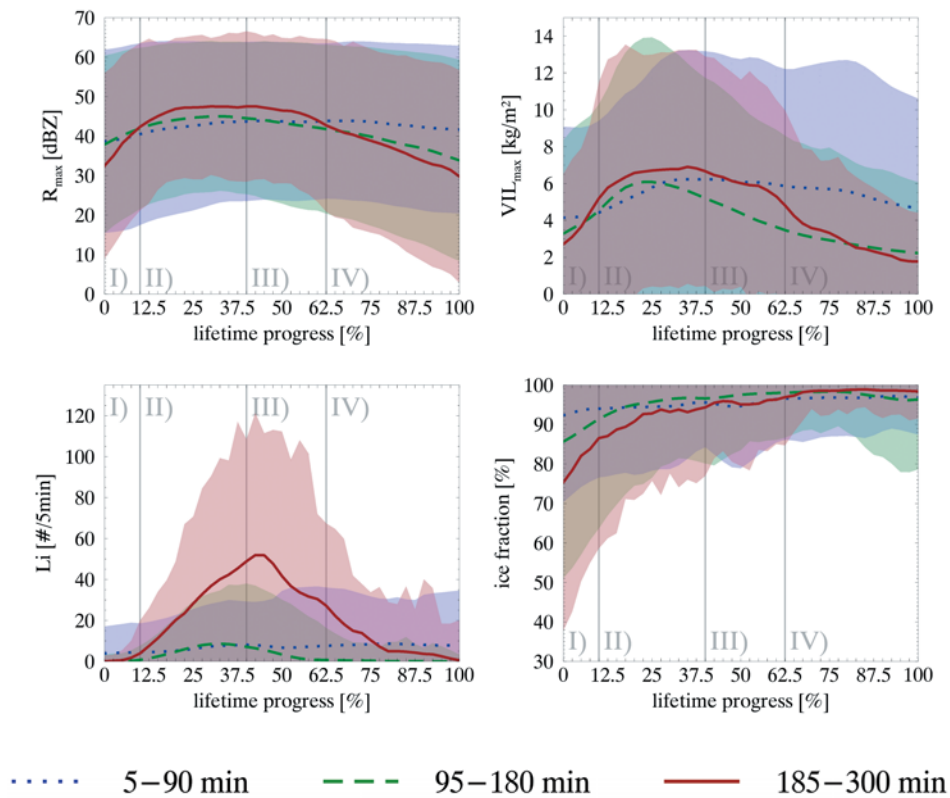 R_max [dBZ]
70
60
50
40
30
20
10
0
I) II) III) IV)
0 12.5 25 37.5 50 62.5 75 87.5 100
lifetime progress [%]
VIL_max [kg/m²]
14
12
10
8
6
4
2
0
I) II) III) IV)
0 12.5 25 37.5 50 62.5 75 87.5 100
lifetime progress [%]
Li [#/5min]
120
100
80
60
40
20
0
I) II) III) IV)
0 12.5 25 37.5 50 62.5 75 87.5 100
lifetime progress [%]
ice fraction [%]
100
90
80
70
60
50
40
30
I) II) III) IV)
0 12.5 25 37.5 50 62.5 75 87.5 100
lifetime progress [%]
5−90 min 95−180 min 185−300 min